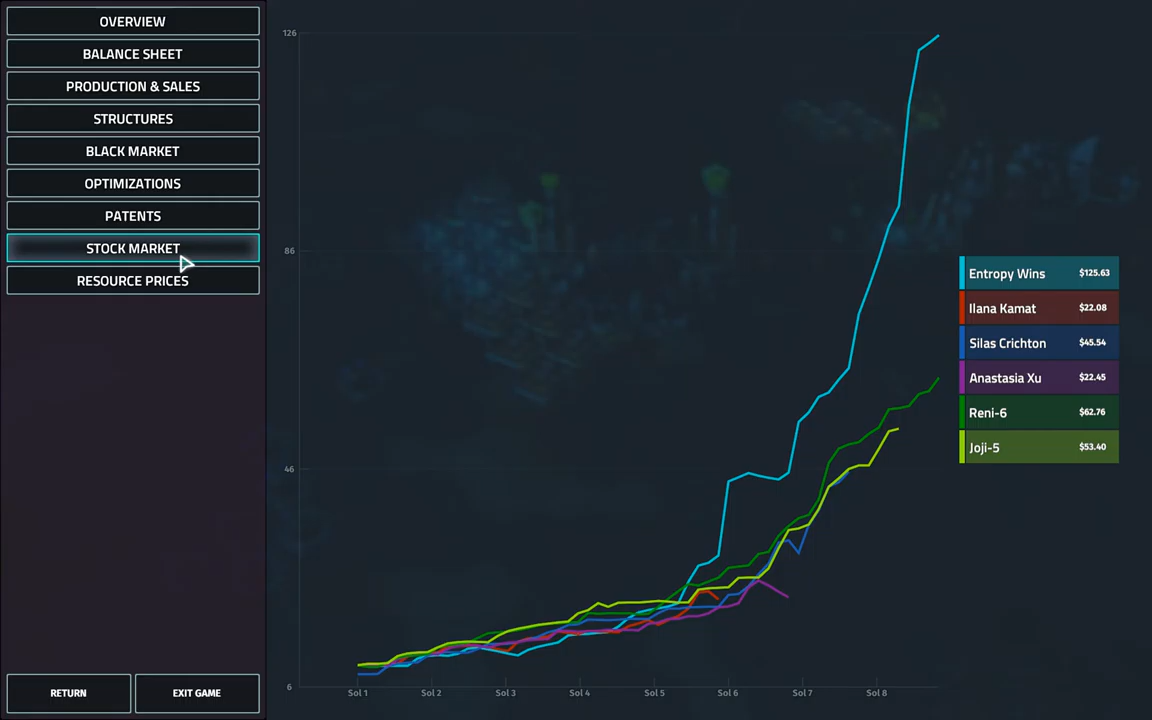 OVERVIEW
BALANCE SHEET
PRODUCTION & SALES
STRUCTURES
BLACK MARKET
OPTIMIZATIONS
PATENTS
STOCK MARKET
RESOURCE PRICES
RETURN
EXIT GAME
126
86
46
6
Sol 1 Sol 2 Sol 3 Sol 4 Sol 5 Sol 6 Sol 7 Sol 8
Entropy Wins $125.63
Ilana Kamat $22.08
Silas Crichton $45.54
Anastasia Xu $22.45
Reni-6 $62.76
Joji-5 $53.40